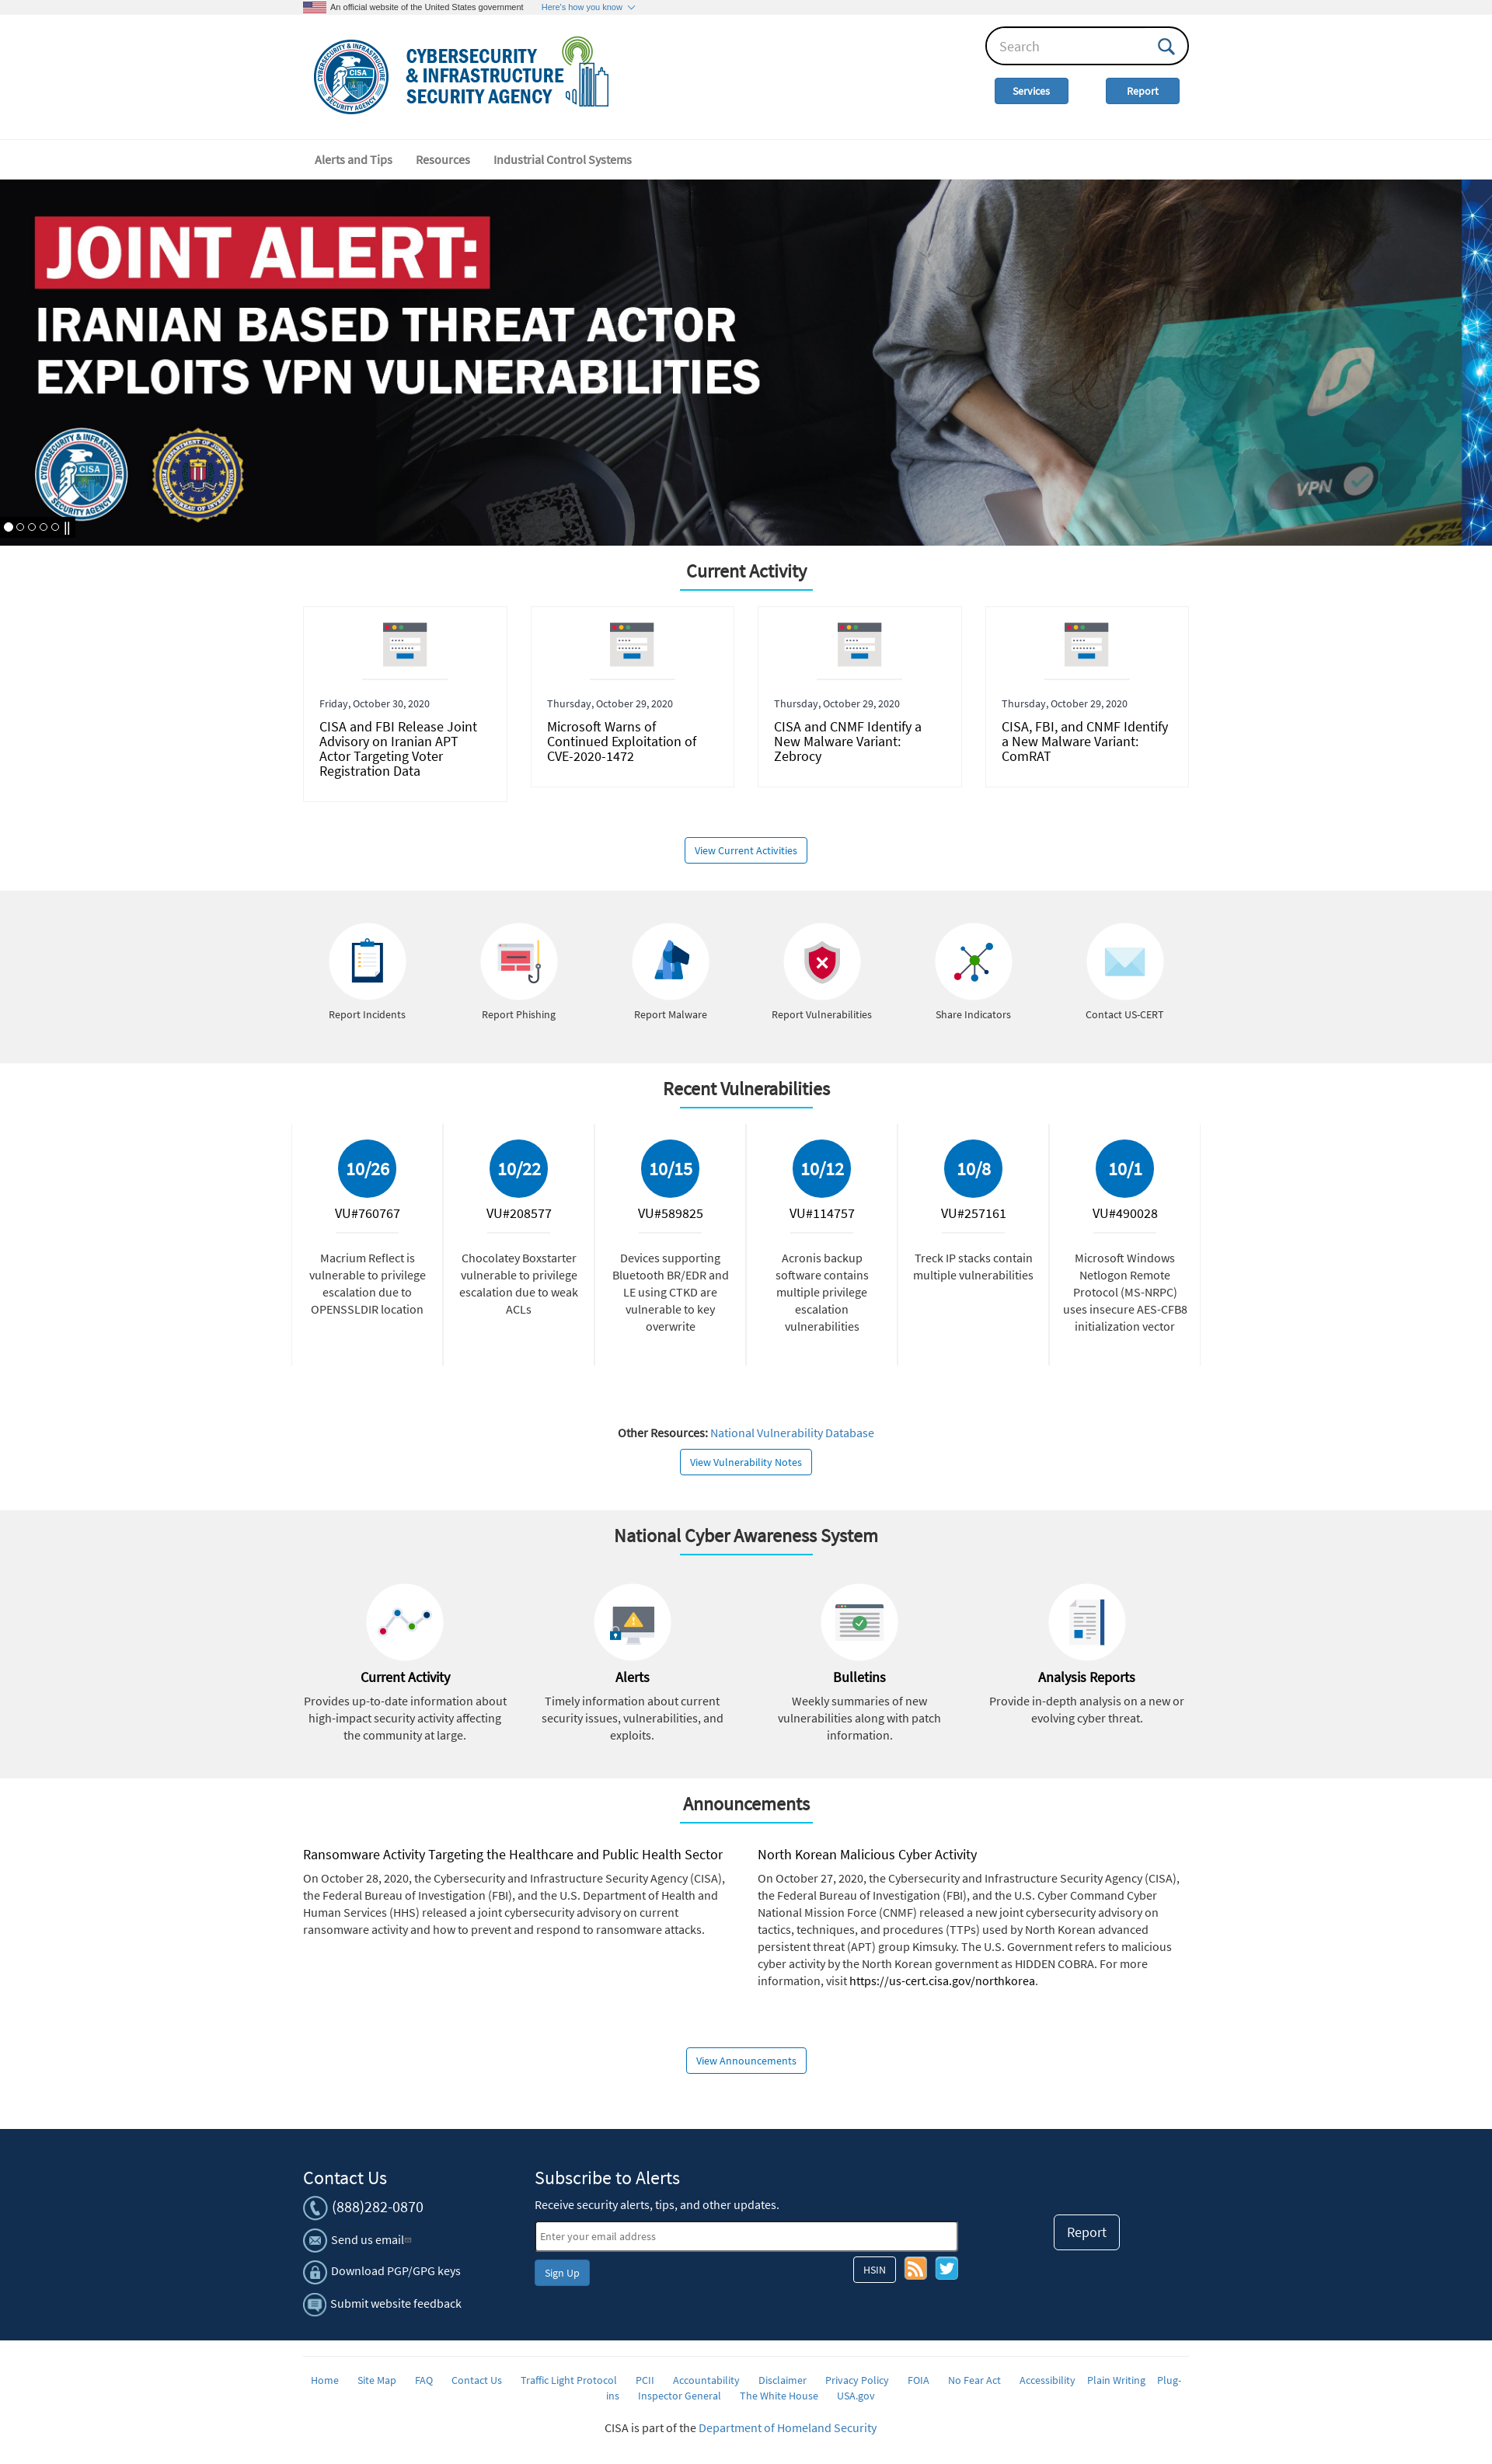 An official website of the United States government Here's how you know
CYBERSECURITY
& INFRASTRUCTURE
SECURITY AGENCY
Search
Services Report
Alerts and Tips Resources Industrial Control Systems
JOINT ALERT:
IRANIAN BASED THREAT ACTOR
EXPLOITS VPN VULNERABILITIES
CISA
VPN
Current Activity
Friday, October 30, 2020
CISA and FBI Release Joint
Advisory on Iranian APT
Actor Targeting Voter
Registration Data
Thursday, October 29, 2020
Microsoft Warns of
Continued Exploitation of
CVE-2020-1472
Thursday, October 29, 2020
CISA and CNMF Identify a
New Malware Variant:
Zebrocy
Thursday, October 29, 2020
CISA, FBI, and CNMF Identify
a New Malware Variant:
ComRAT
View Current Activities
Report Incidents
Report Phishing
Report Malware
Report Vulnerabilities
Share Indicators
Contact US-CERT
Recent Vulnerabilities
10/26
VU#760767
Macrium Reflect is
vulnerable to privilege
escalation due to
OPENSSLDIR location
10/22
VU#208577
Chocolatey Boxstarter
vulnerable to privilege
escalation due to weak
ACLs
10/15
VU#589825
Devices supporting
Bluetooth BR/EDR and
LE using CTKD are
vulnerable to key
overwrite
10/12
VU#114757
Acronis backup
software contains
multiple privilege
escalation
vulnerabilities
10/8
VU#257161
Treck IP stacks contain
multiple vulnerabilities
10/1
VU#490028
Microsoft Windows
Netlogon Remote
Protocol (MS-NRPC)
uses insecure AES-CFB8
initialization vector
Other Resources: National Vulnerability Database
View Vulnerability Notes
National Cyber Awareness System
Current Activity
Provides up-to-date information about
high-impact security activity affecting
the community at large.
Alerts
Timely information about current
security issues, vulnerabilities, and
exploits.
Bulletins
Weekly summaries of new
vulnerabilities along with patch
information.
Analysis Reports
Provide in-depth analysis on a new or
evolving cyber threat.
Announcements
Ransomware Activity Targeting the Healthcare and Public Health Sector
On October 28, 2020, the Cybersecurity and Infrastructure Security Agency (CISA),
the Federal Bureau of Investigation (FBI), and the U.S. Department of Health and
Human Services (HHS) released a joint cybersecurity advisory on current
ransomware activity and how to prevent and respond to ransomware attacks.
North Korean Malicious Cyber Activity
On October 27, 2020, the Cybersecurity and Infrastructure Security Agency (CISA),
the Federal Bureau of Investigation (FBI), and the U.S. Cyber Command Cyber
National Mission Force (CNMF) released a new joint cybersecurity advisory on
tactics, techniques, and procedures (TTPs) used by North Korean advanced
persistent threat (APT) group Kimsuky. The U.S. Government refers to malicious
cyber activity by the North Korean government as HIDDEN COBRA. For more
information, visit https://us-cert.cisa.gov/northkorea.
View Announcements
Contact Us
(888)282-0870
Send us email
Download PGP/GPG keys
Submit website feedback
Subscribe to Alerts
Receive security alerts, tips, and other updates.
Enter your email address
Sign Up
HSIN
Report
Home Site Map FAQ Contact Us Traffic Light Protocol PCII Accountability Disclaimer Privacy Policy FOIA No Fear Act Accessibility Plain Writing Plug-
ins Inspector General The White House USA.gov
CISA is part of the Department of Homeland Security